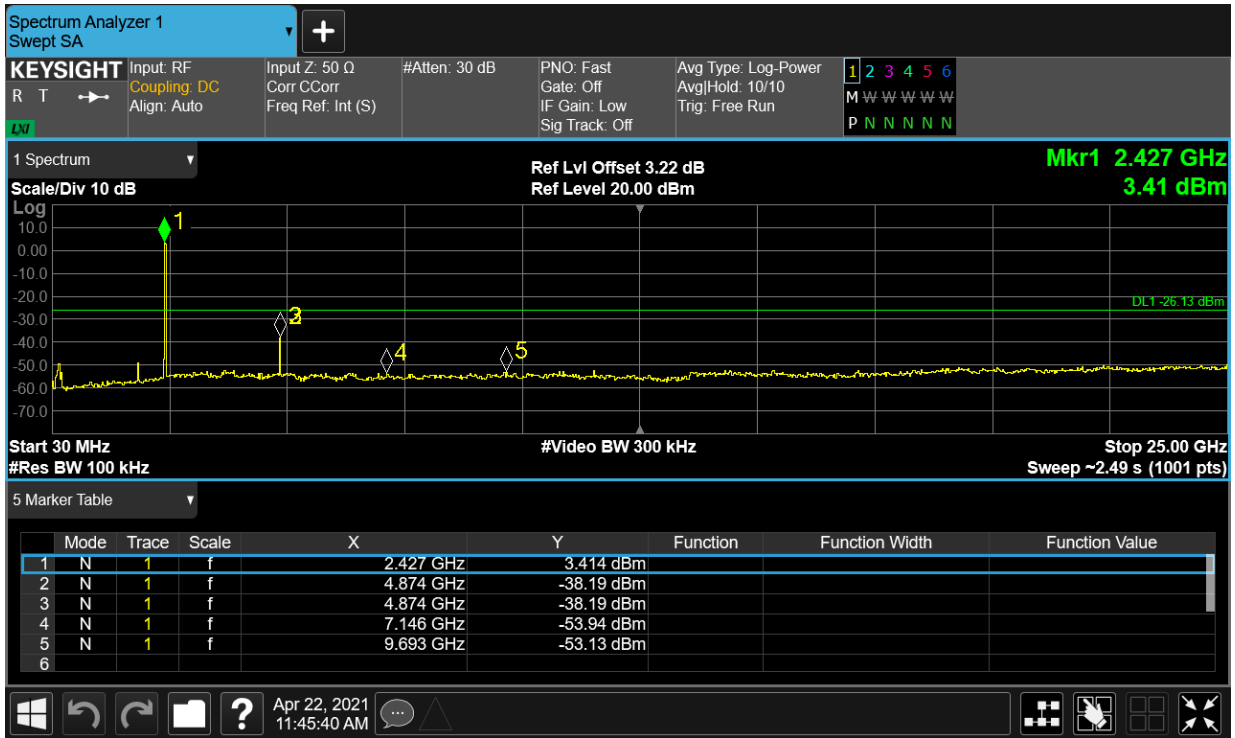 Spectrum Analyzer 1
Swept SA
KEYSIGHT
R T
LXI
Input: RF
Coupling: DC
Align: Auto
Input Z: 50 Ω
Corr CCorr
Freq Ref: Int (S)
#Atten: 30 dB
PNO: Fast
Gate: Off
IF Gain: Low
Sig Track: Off
Avg Type: Log-Power
Avg|Hold: 10/10
Trig: Free Run
1 2 3 4 5 6
M W W W W W
P N N N N N
1 Spectrum
Scale/Div 10 dB
Ref Lvl Offset 3.22 dB
Ref Level 20.00 dBm
Mkr1 2.427 GHz
3.41 dBm
Log
10.0
0.00
-10.0
-20.0
-30.0
-40.0
-50.0
-60.0
-70.0
1
DL1 -26.13 dBm
2
3
4
5
Start 30 MHz
#Res BW 100 kHz
#Video BW 300 kHz
Stop 25.00 GHz
Sweep ~2.49 s (1001 pts)
5 Marker Table
Mode Trace Scale X Y Function Function Width Function Value
1 N 1 f 2.427 GHz 3.414 dBm
2 N 1 f 4.874 GHz -38.19 dBm
3 N 1 f 4.874 GHz -38.19 dBm
4 N 1 f 7.146 GHz -53.94 dBm
5 N 1 f 9.693 GHz -53.13 dBm
6
?
Apr 22, 2021
11:45:40 AM